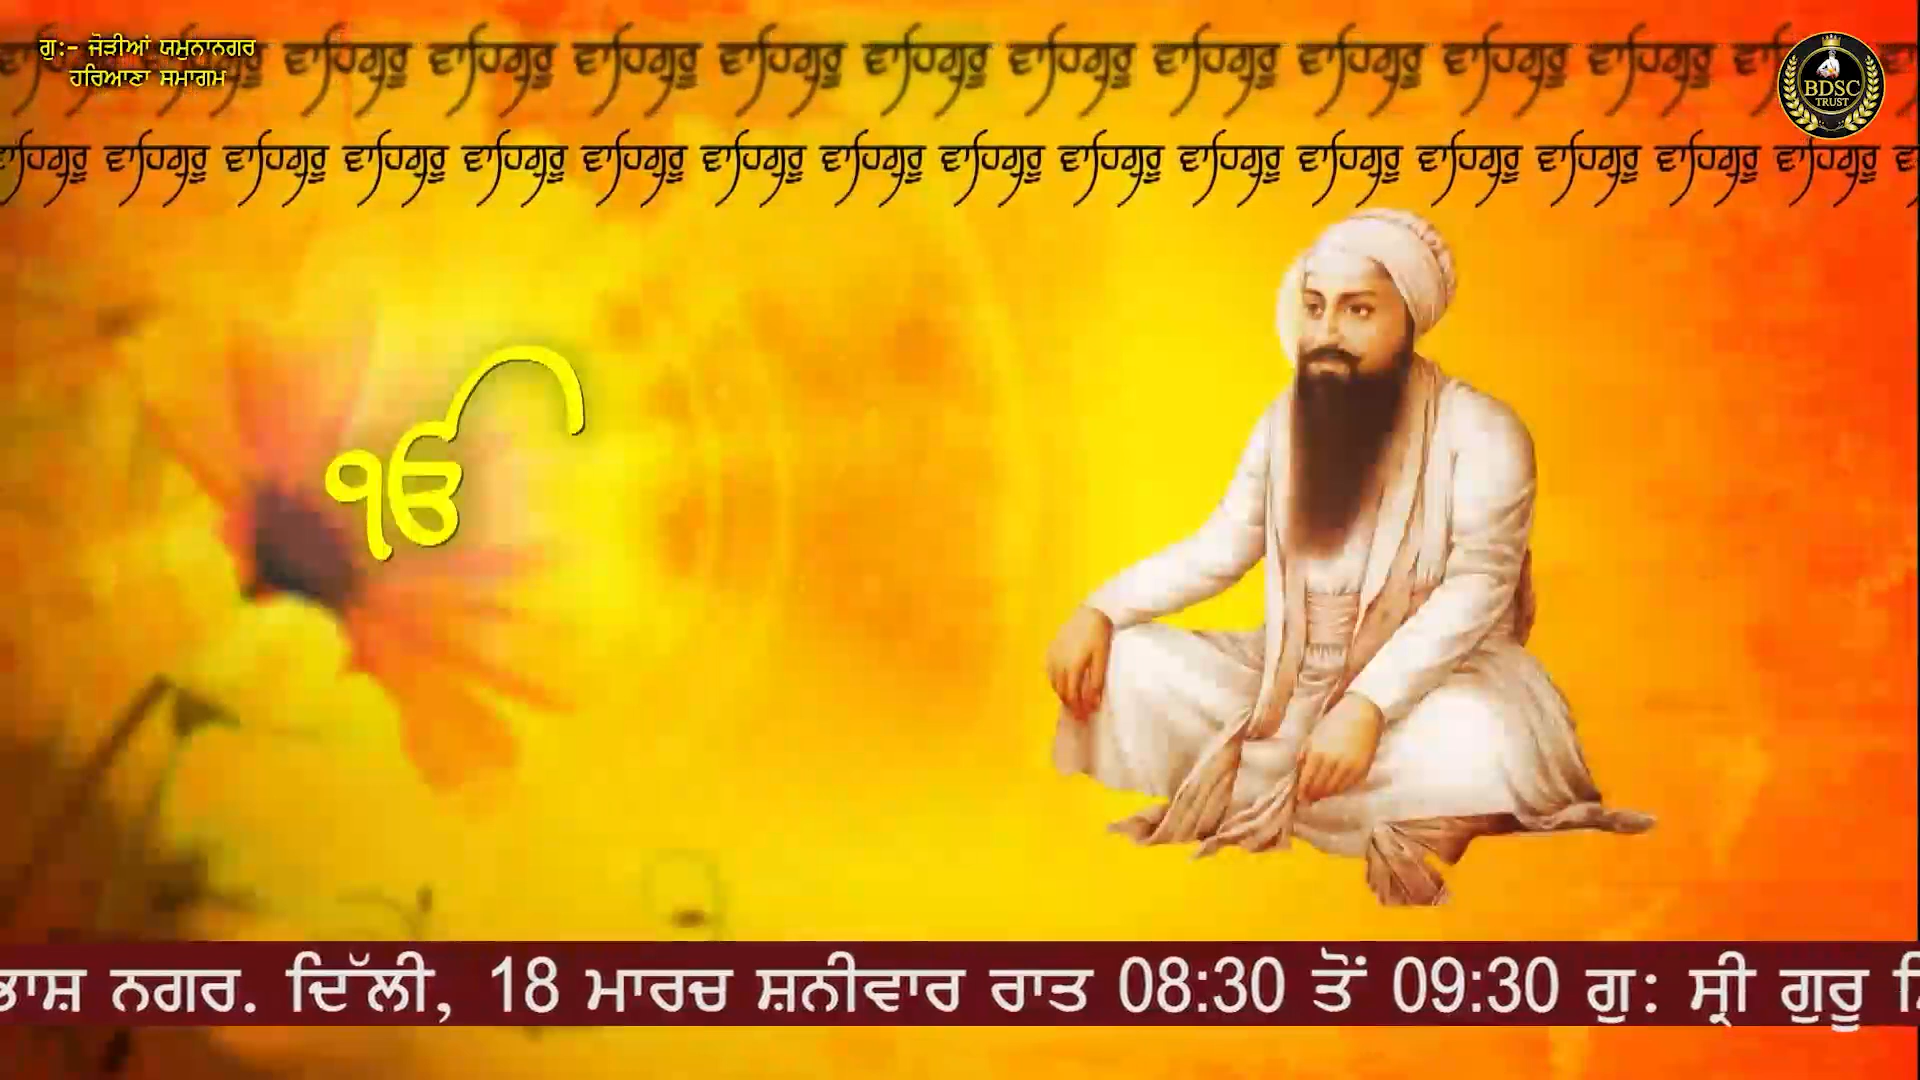 ਗੁ:- ਜੋੜੀਆਂ ਯਮੁਨਾਨਗਰ
ਹਰਿਆਣਾ ਸਮਾਗਮ
ਵਾਹਿਗੁਰੂ ਵਾਹਿਗੁਰੂ ਵਾਹਿਗੁਰੂ ਵਾਹਿਗੁਰੂ ਵਾਹਿਗੁਰੂ ਵਾਹਿਗੁਰੂ ਵਾਹਿਗੁਰੂ ਵਾਹਿਗੁਰੂ ਵਾਹਿਗੁਰੂ ਵਾਹਿਗੁਰੂ
BDSC
TRUST
ਵਾਹਿਗੁਰੂ ਵਾਹਿਗੁਰੂ ਵਾਹਿਗੁਰੂ ਵਾਹਿਗੁਰੂ ਵਾਹਿਗੁਰੂ ਵਾਹਿਗੁਰੂ ਵਾਹਿਗੁਰੂ ਵਾਹਿਗੁਰੂ ਵਾਹਿਗੁਰੂ ਵਾਹਿਗੁਰੂ ਵਾਹਿਗੁਰੂ ਵਾਹਿਗੁਰੂ ਵਾਹਿਗੁਰੂ ਵਾਹਿਗੁਰੂ ਵਾਹਿਗੁਰੂ ਵਾਹਿਗੁਰੂ
ੴ
ਭਾਸ਼ ਨਗਰ. ਦਿੱਲੀ, 18 ਮਾਰਚ ਸ਼ਨੀਵਾਰ ਰਾਤ 08:30 ਤੋਂ 09:30 ਗੁ: ਸ੍ਰੀ ਗੁਰੂ